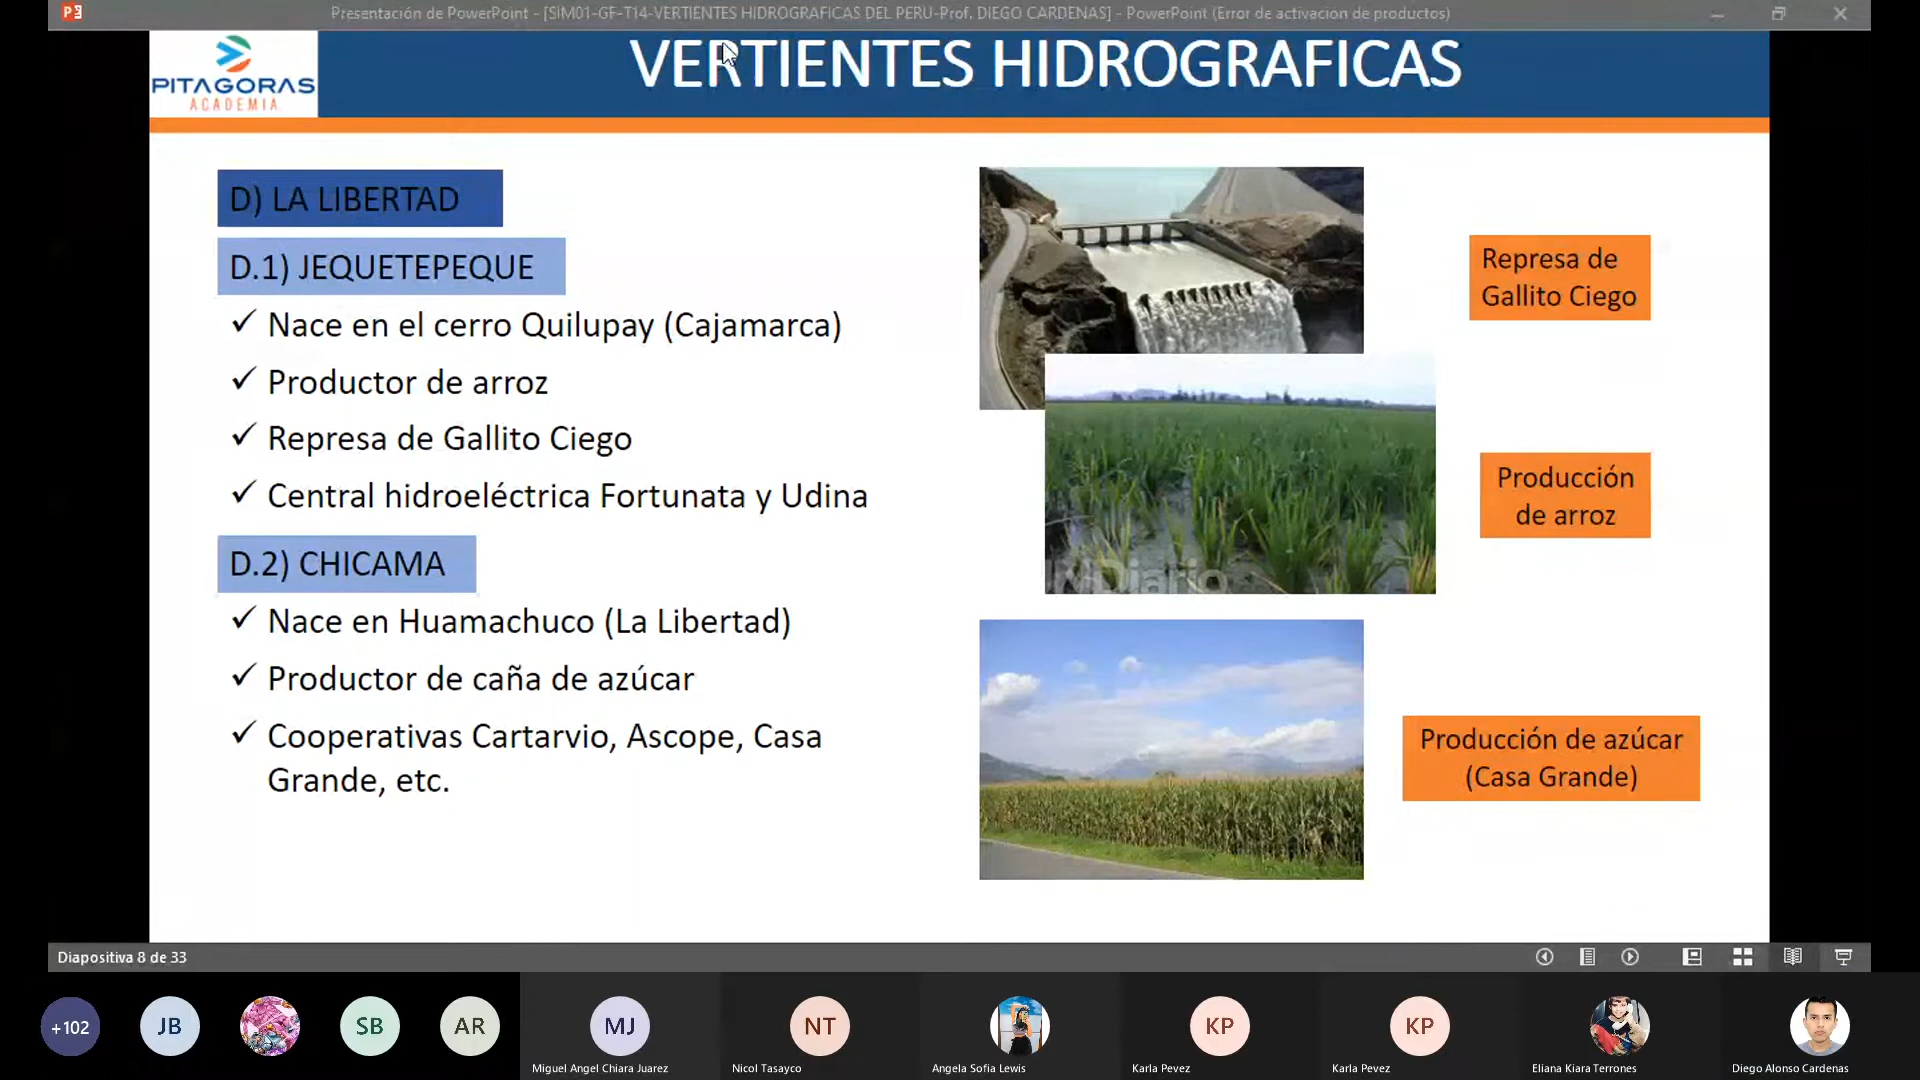 Presentación de PowerPoint - [SIM01-GF-T14-VERTIENTES HIDROGRAFICAS DEL PERU-Prof. DIEGO CARDENAS] - PowerPoint (Error de activación de productos)
PITAGORAS
ACADEMIA
VERTIENTES HIDROGRAFICAS
D) LA LIBERTAD
D.1) JEQUETEPEQUE
✓ Nace en el cerro Quilupay (Cajamarca)
✓ Productor de arroz
✓ Represa de Gallito Ciego
✓ Central hidroeléctrica Fortunata y Udina
D.2) CHICAMA
✓ Nace en Huamachuco (La Libertad)
✓ Productor de caña de azúcar
✓ Cooperativas Cartarvio, Ascope, Casa
Grande, etc.
Represa de
Gallito Ciego
Producción
de arroz
NDiario
Producción de azúcar
(Casa Grande)
Diapositiva 8 de 33
+102
JB
SB
AR
MJ
NT
KP
KP
Miguel Angel Chiara Juarez
Nicol Tasayco
Angela Sofia Lewis
Karla Pevez
Karla Pevez
Eliana Kiara Terrones
Diego Alonso Cardenas